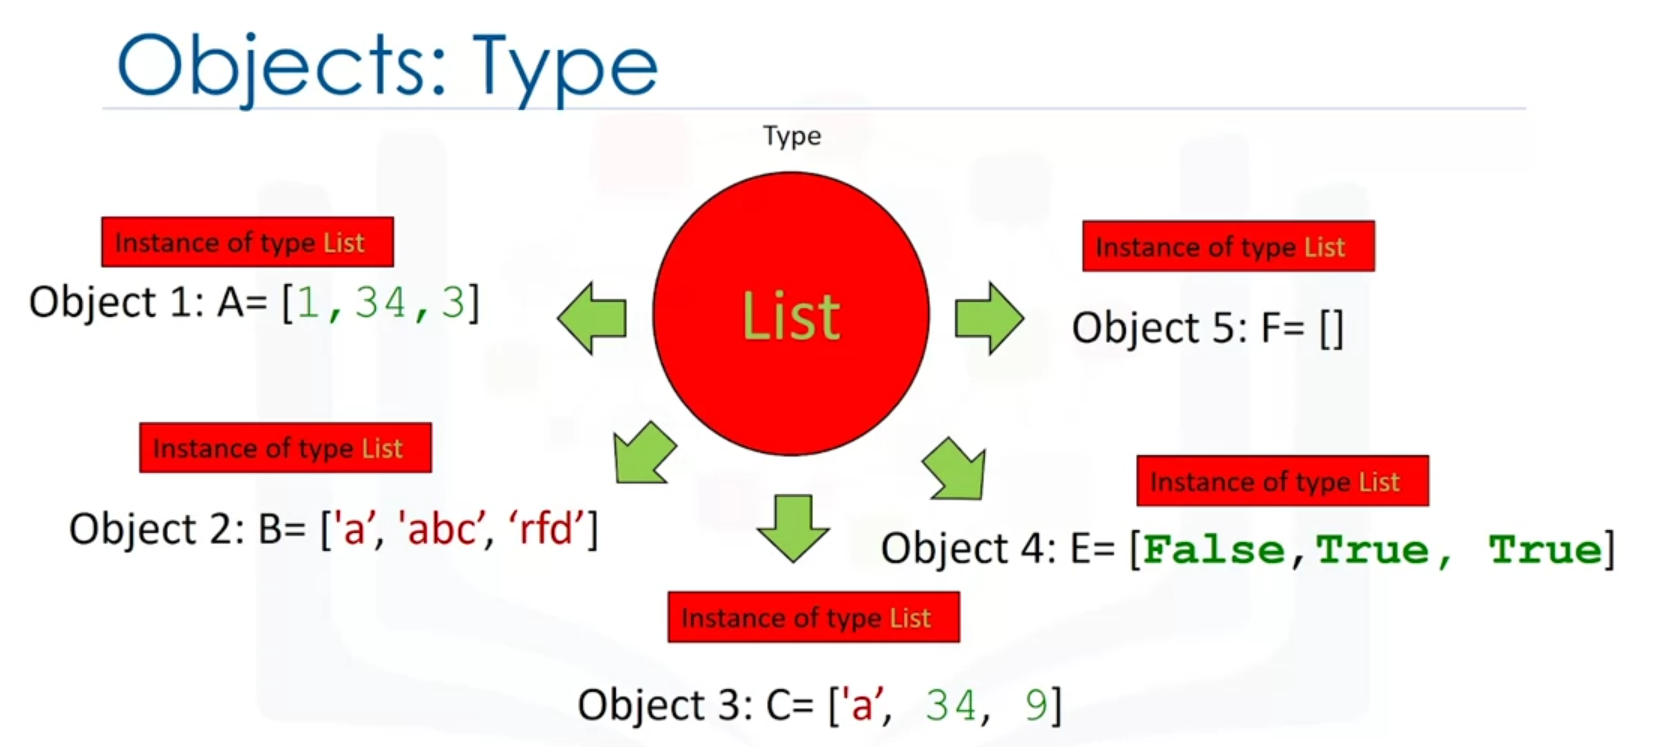 Objects: Type
Type
List
Instance of type List
Object 1: A= [1,34,3]
Instance of type List
Object 2: B= ['a’, 'abc’, ‘rfd’]
Instance of type List
Object 3: C= ['a’, 34, 9]
Instance of type List
Object 4: E= [False,True, True]
Instance of type List
Object 5: F= []